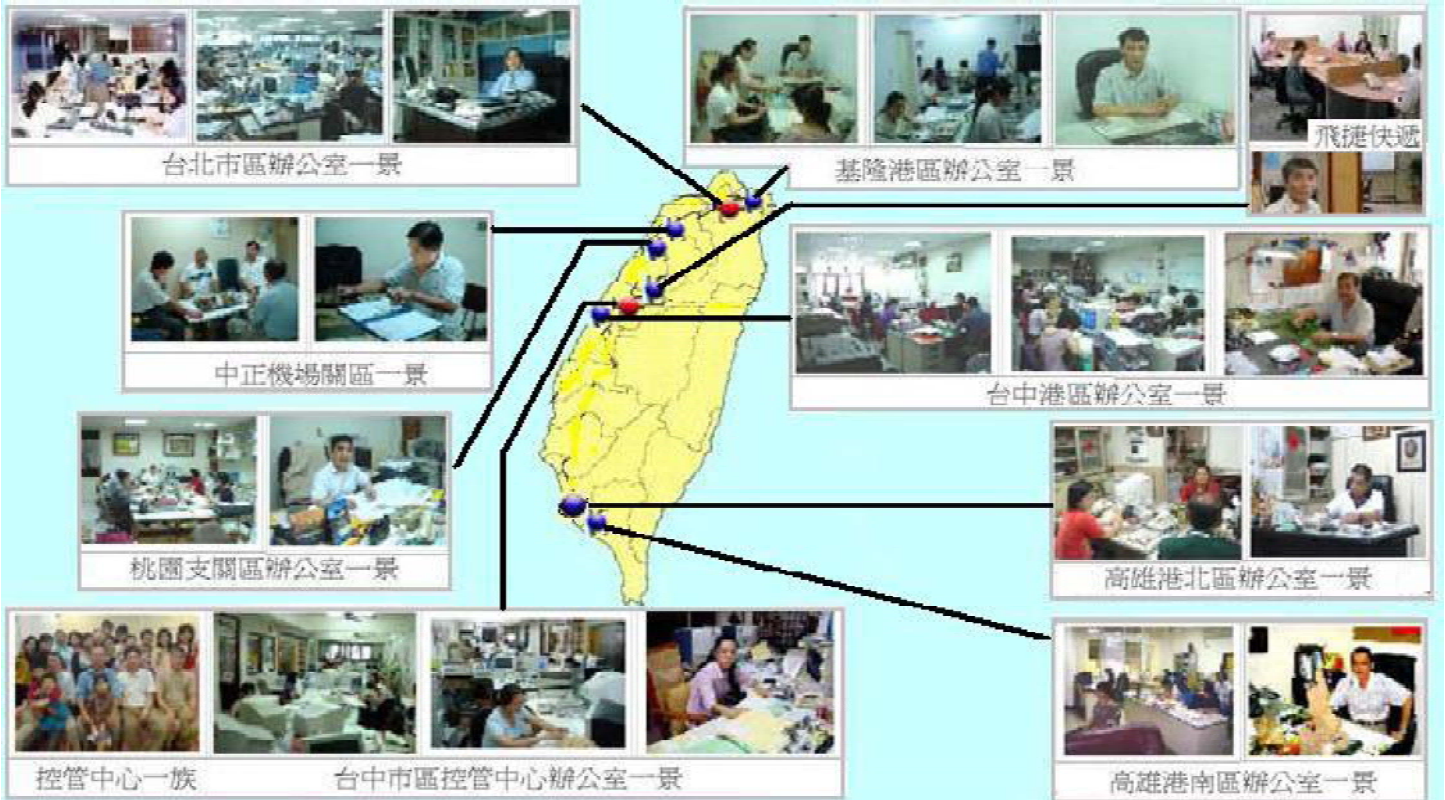 台北市區辦公室一景
基隆港區辦公室一景
飛捷快遞
中正機場關區一景
台中港區辦公室一景
桃園支關區辦公室一景
高雄港北區辦公室一景
控管中心一族
台中市區控管中心辦公室一景
高雄港南區辦公室一景